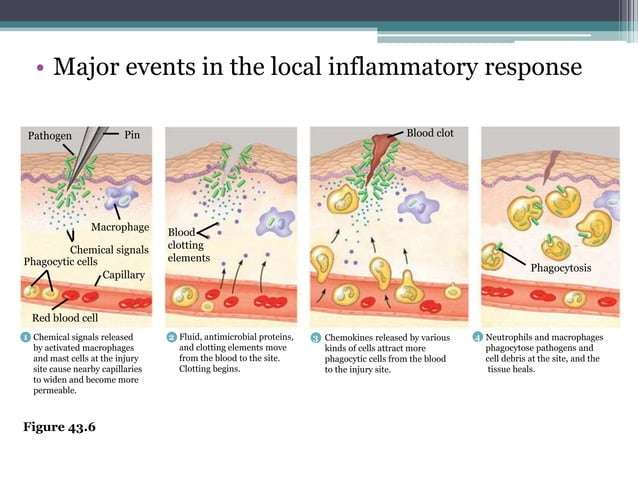 • Major events in the local inflammatory response
Pathogen
Pin
Macrophage
Chemical signals
Phagocytic cells
Capillary
Red blood cell
Blood
clotting
elements
Blood clot
Phagocytosis
1 Chemical signals released
by activated macrophages
and mast cells at the injury
site cause nearby capillaries
to widen and become more
permeable.
2 Fluid, antimicrobial proteins,
and clotting elements move
from the blood to the site.
Clotting begins.
3 Chemokines released by various
kinds of cells attract more
phagocytic cells from the blood
to the injury site.
4 Neutrophils and macrophages
phagocytose pathogens and
cell debris at the site, and the
tissue heals.
Figure 43.6